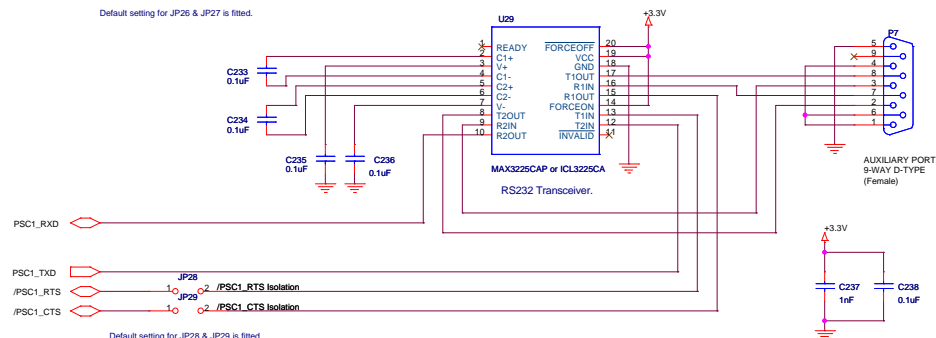 Default setting for JP26 & JP27 is fitted.
U29
+3.3V
P7
1 READY FORCEOFF 20
2 C1+ VCC 19
3 V+ GND 18
4 C1- T1OUT 17
5 C2+ R1IN 16
6 C2- R1OUT 15
7 V- FORCEON 14
8 T2OUT T1IN 13
9 R2IN T2IN 12
10 R2OUT INVALID 11
C233
0.1uF
C234
0.1uF
C235
0.1uF
C236
0.1uF
5
9
4
8
3
7
2
6
1
MAX3225CAP or ICL3225CA
RS232 Transceiver.
AUXILIARY PORT
9-WAY D-TYPE
(Female)
PSC1_RXD
PSC1_TXD
/PSC1_RTS
JP28
1 2 /PSC1_RTS Isolation
/PSC1_CTS
JP29
1 2 /PSC1_CTS Isolation
+3.3V
C237
1nF
C238
0.1uF
Default setting for JP28 & JP29 is fitted